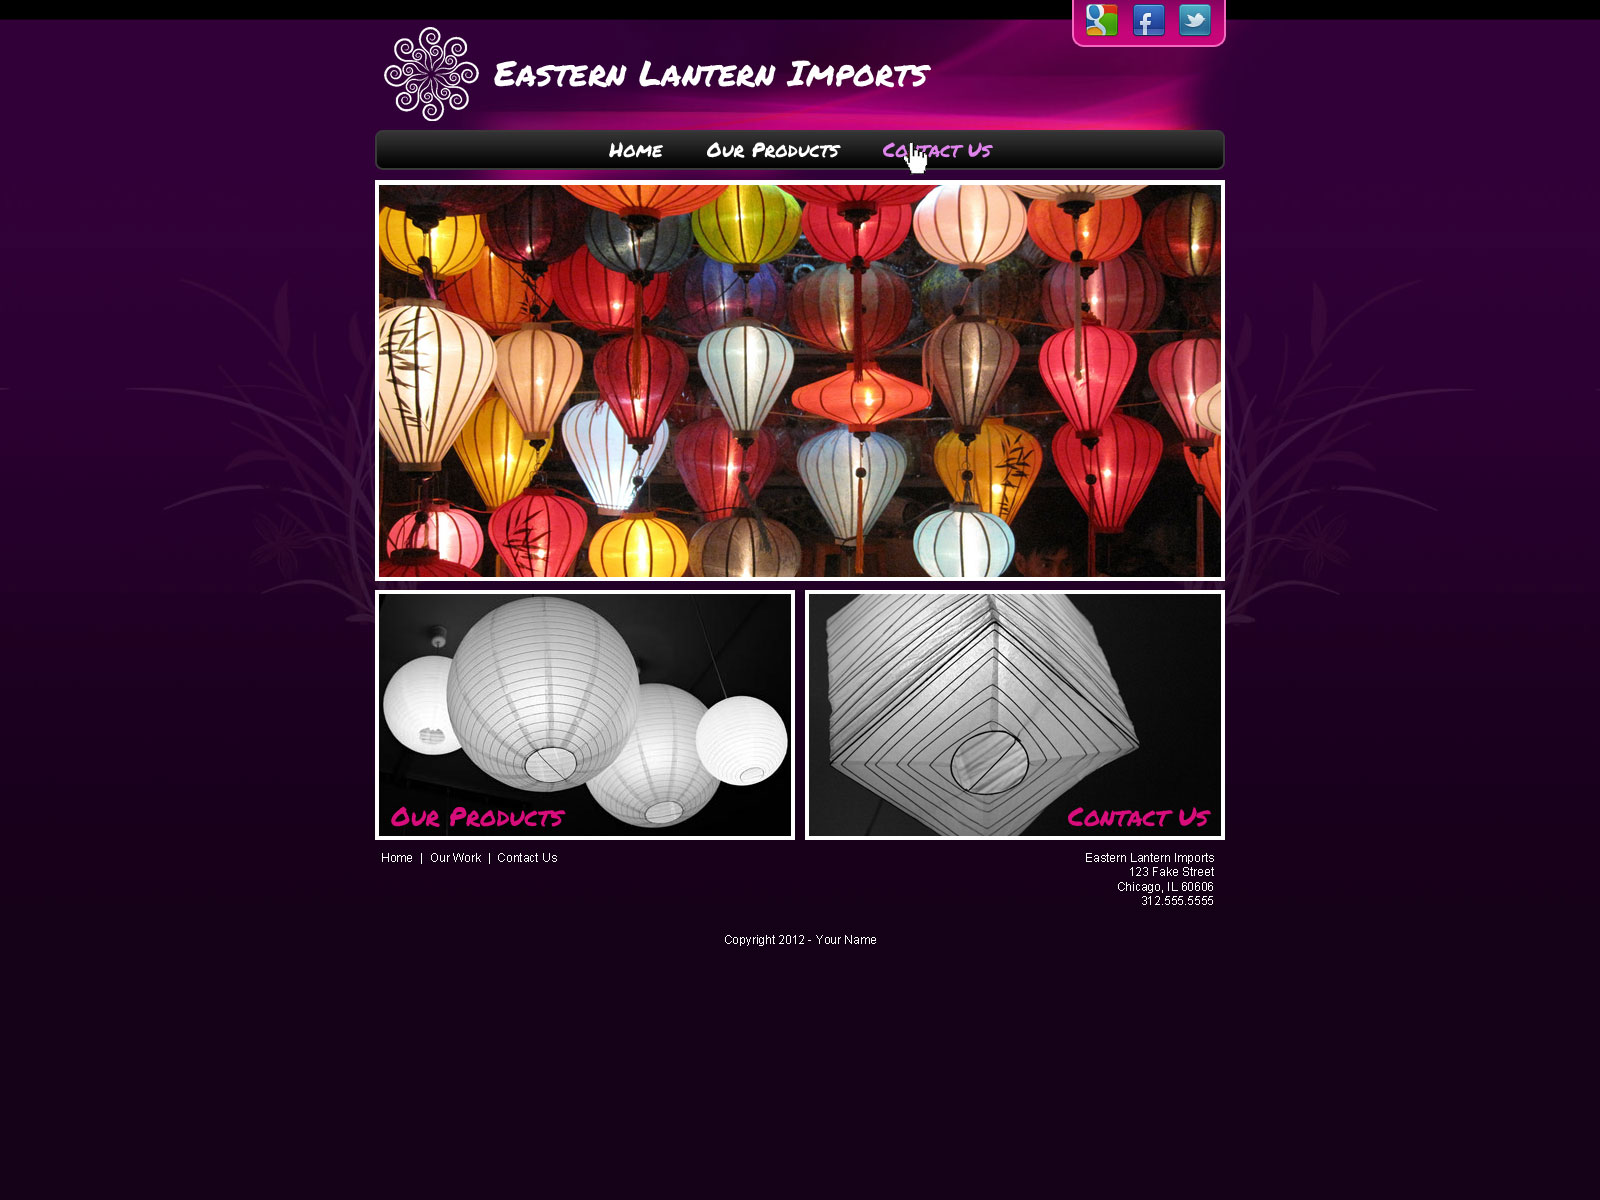 Eastern Lantern Imports
Home Our Products Contact Us
Our Products
Contact Us
Home | Our Work | Contact Us
Eastern Lantern Imports
123 Fake Street
Chicago, IL 60606
312.555.5555
Copyright 2012 - Your Name